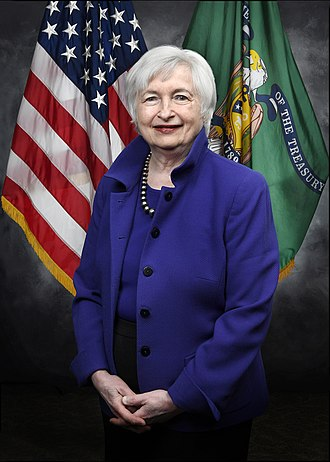 OF THE TREASURY
1789